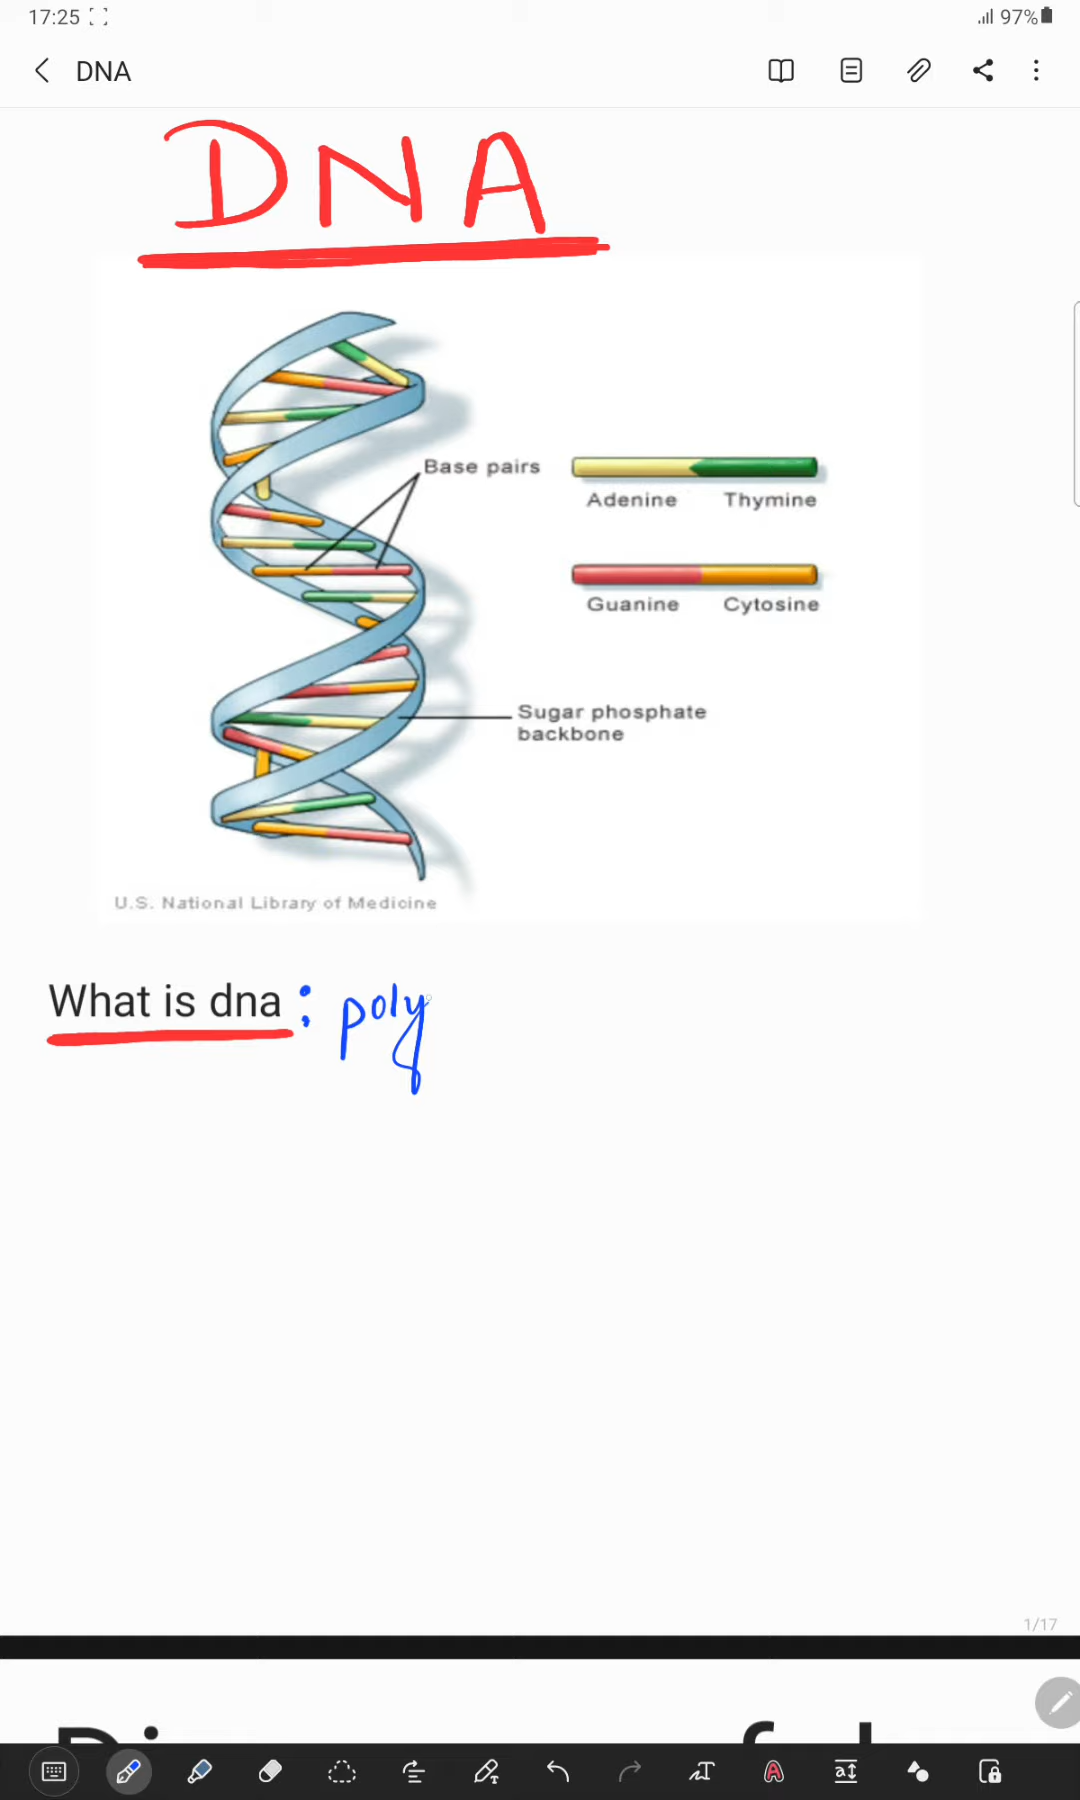 17:25 97%
DNA
DNA
Base pairs
Adenine Thymine
Guanine Cytosine
Sugar phosphate
backbone
U.S. National Library of Medicine
What is dna : poly
1/17